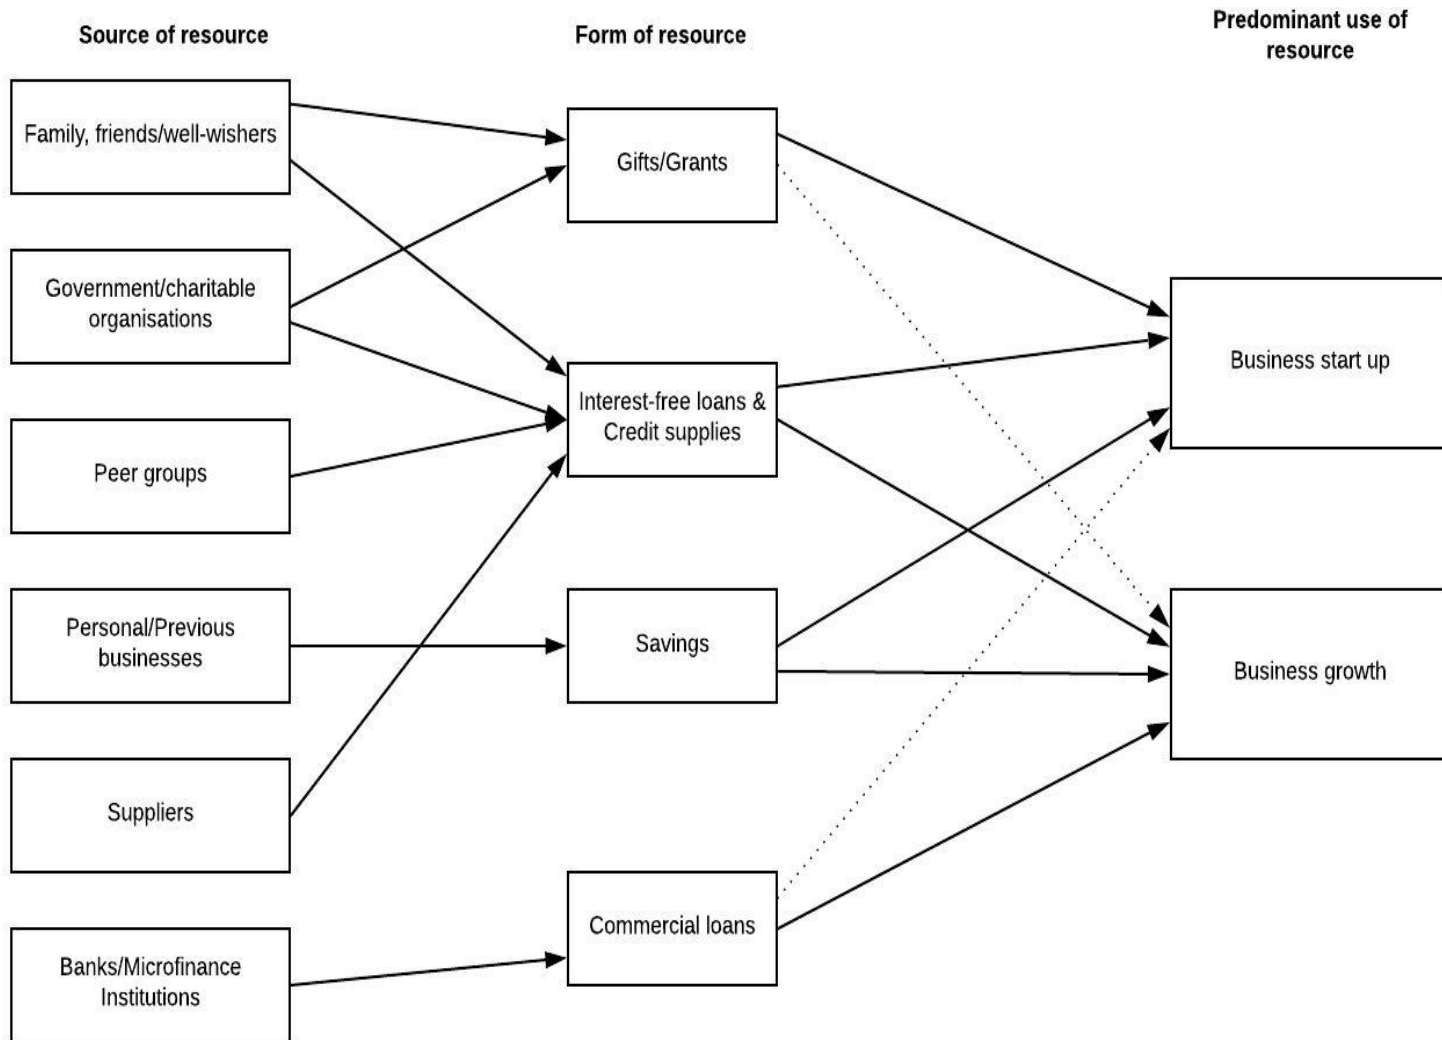 Source of resource
Form of resource
Predominant use of
resource
Family, friends/well-wishers
Gifts/Grants
Government/charitable
organisations
Business start up
Interest-free loans &
Credit supplies
Peer groups
Personal/Previous
businesses
Savings
Business growth
Suppliers
Commercial loans
Banks/Microfinance
Institutions